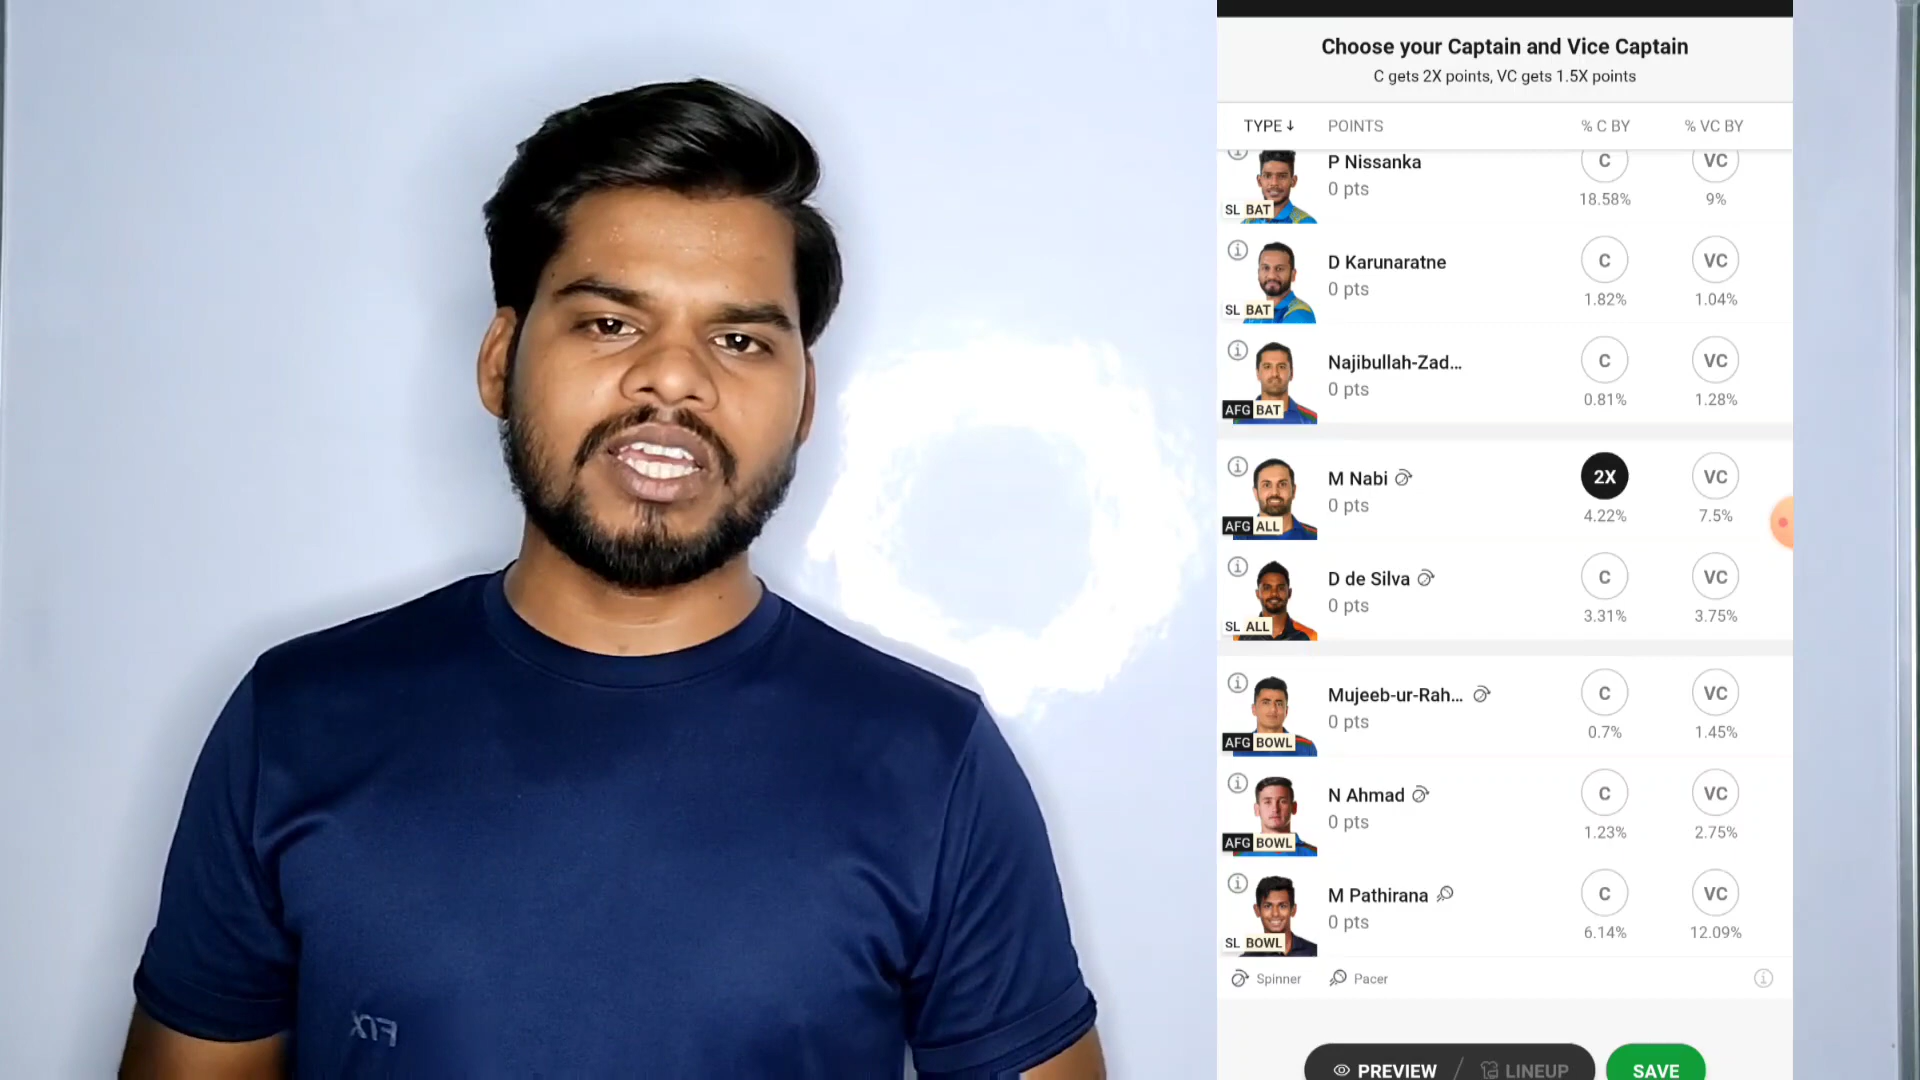 Choose your Captain and Vice Captain
C gets 2X points, VC gets 1.5X points
TYPE↓ POINTS % C BY % VC BY
P Nissanka C VC
0 pts 18.58% 9%
SL BAT
D Karunaratne C VC
0 pts 1.82% 1.04%
SL BAT
Najibullah-Zad... C VC
0 pts 0.81% 1.28%
AFG BAT
M Nabi 2X VC
0 pts 4.22% 7.5%
AFG ALL
D de Silva C VC
0 pts 3.31% 3.75%
SL ALL
Mujeeb-ur-Rah... C VC
0 pts 0.7% 1.45%
AFG BOWL
N Ahmad C VC
0 pts 1.23% 2.75%
AFG BOWL
M Pathirana C VC
0 pts 6.14% 12.09%
SL BOWL
Spinner Pacer
PREVIEW / LINEUP SAVE